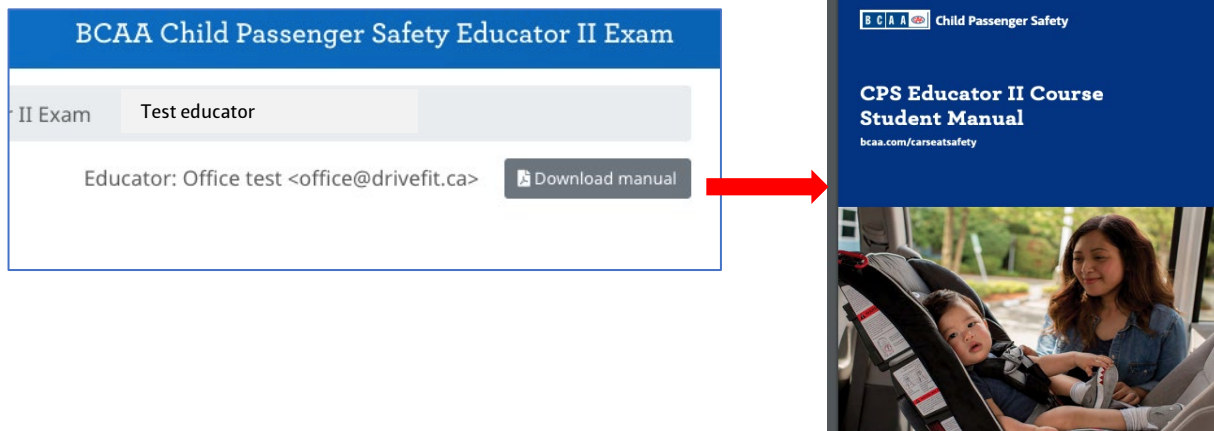 BCAA Child Passenger Safety Educator II Exam
II Exam
Test educator
Educator: Office test <office@drivefit.ca>
Download manual
BCAA Child Passenger Safety
CPS Educator II Course
Student Manual
bcaa.com/carseatsafety